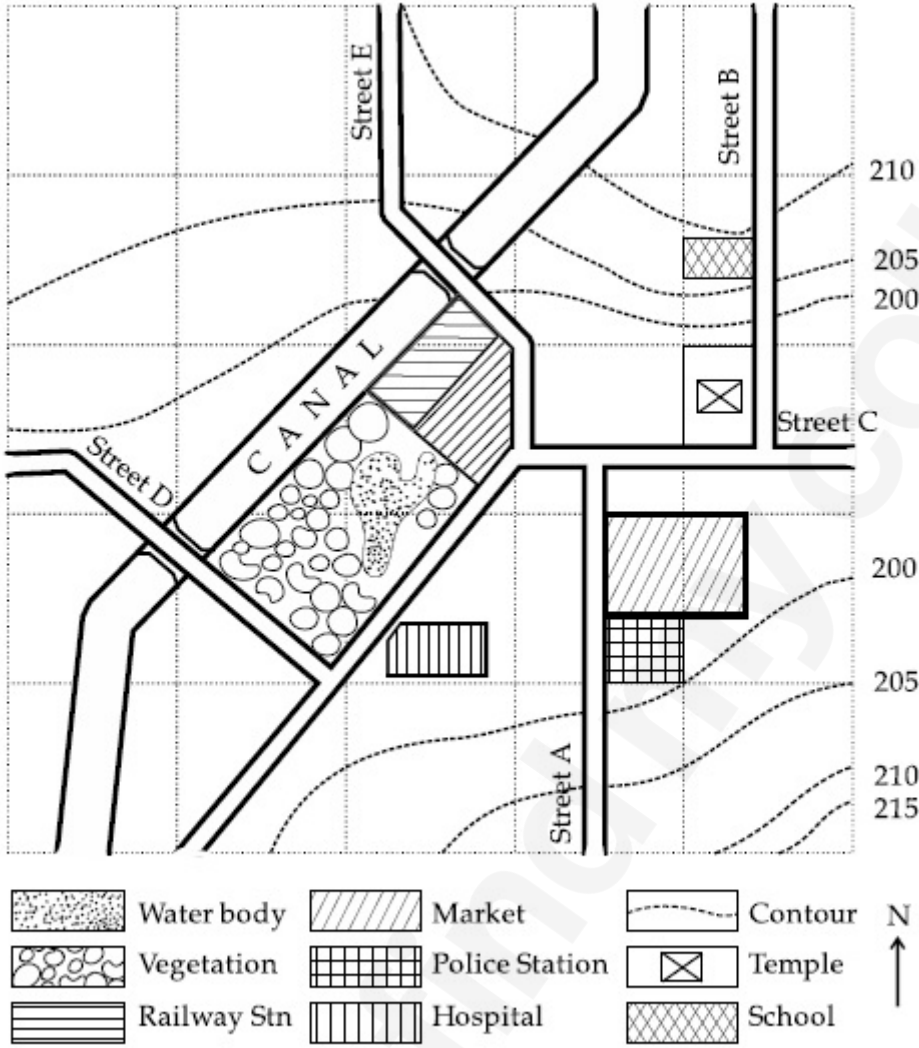 Street E
Street B
210
205
200
CANAL
Street C
Street D
200
205
210
215
Street A
Water body
Market
Contour
N
Vegetation
Police Station
Temple
Railway Stn
Hospital
School